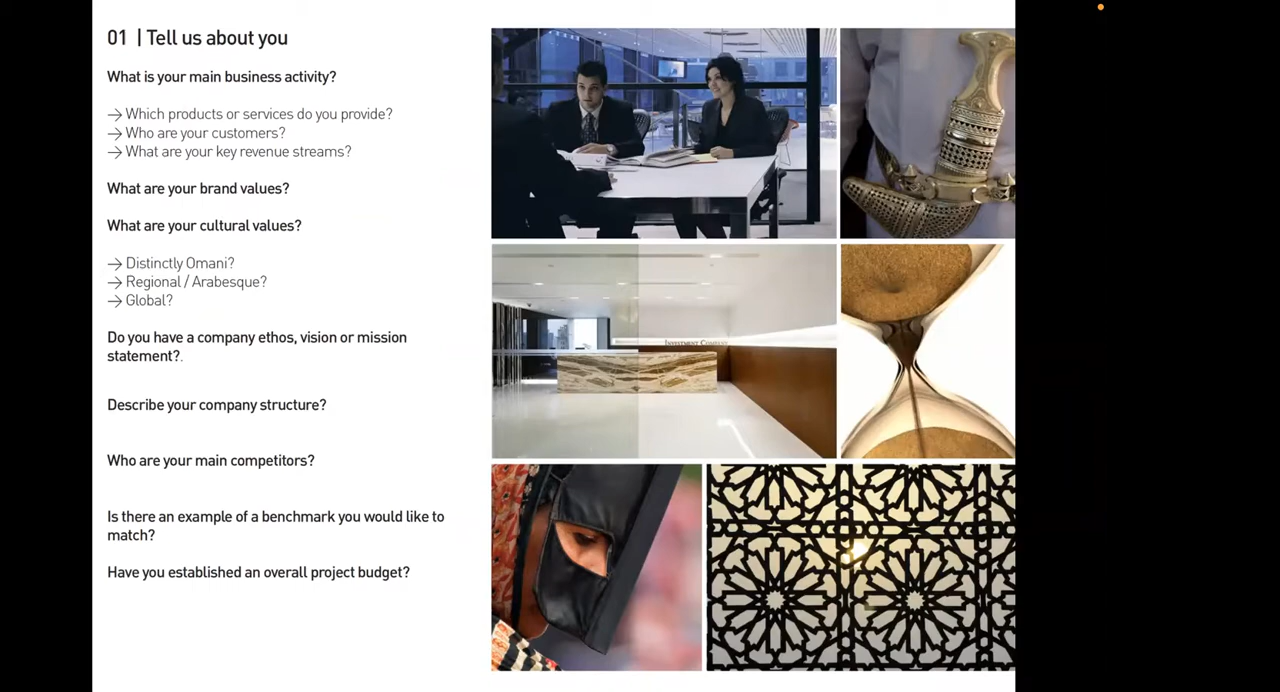 01 | Tell us about you
What is your main business activity?
→ Which products or services do you provide?
→ Who are your customers?
→ What are your key revenue streams?
What are your brand values?
What are your cultural values?
→ Distinctly Omani?
→ Regional / Arabesque?
→ Global?
Do you have a company ethos, vision or mission
statement?.
Describe your company structure?
Who are your main competitors?
Is there an example of a benchmark you would like to
match?
Have you established an overall project budget?
Investment Company